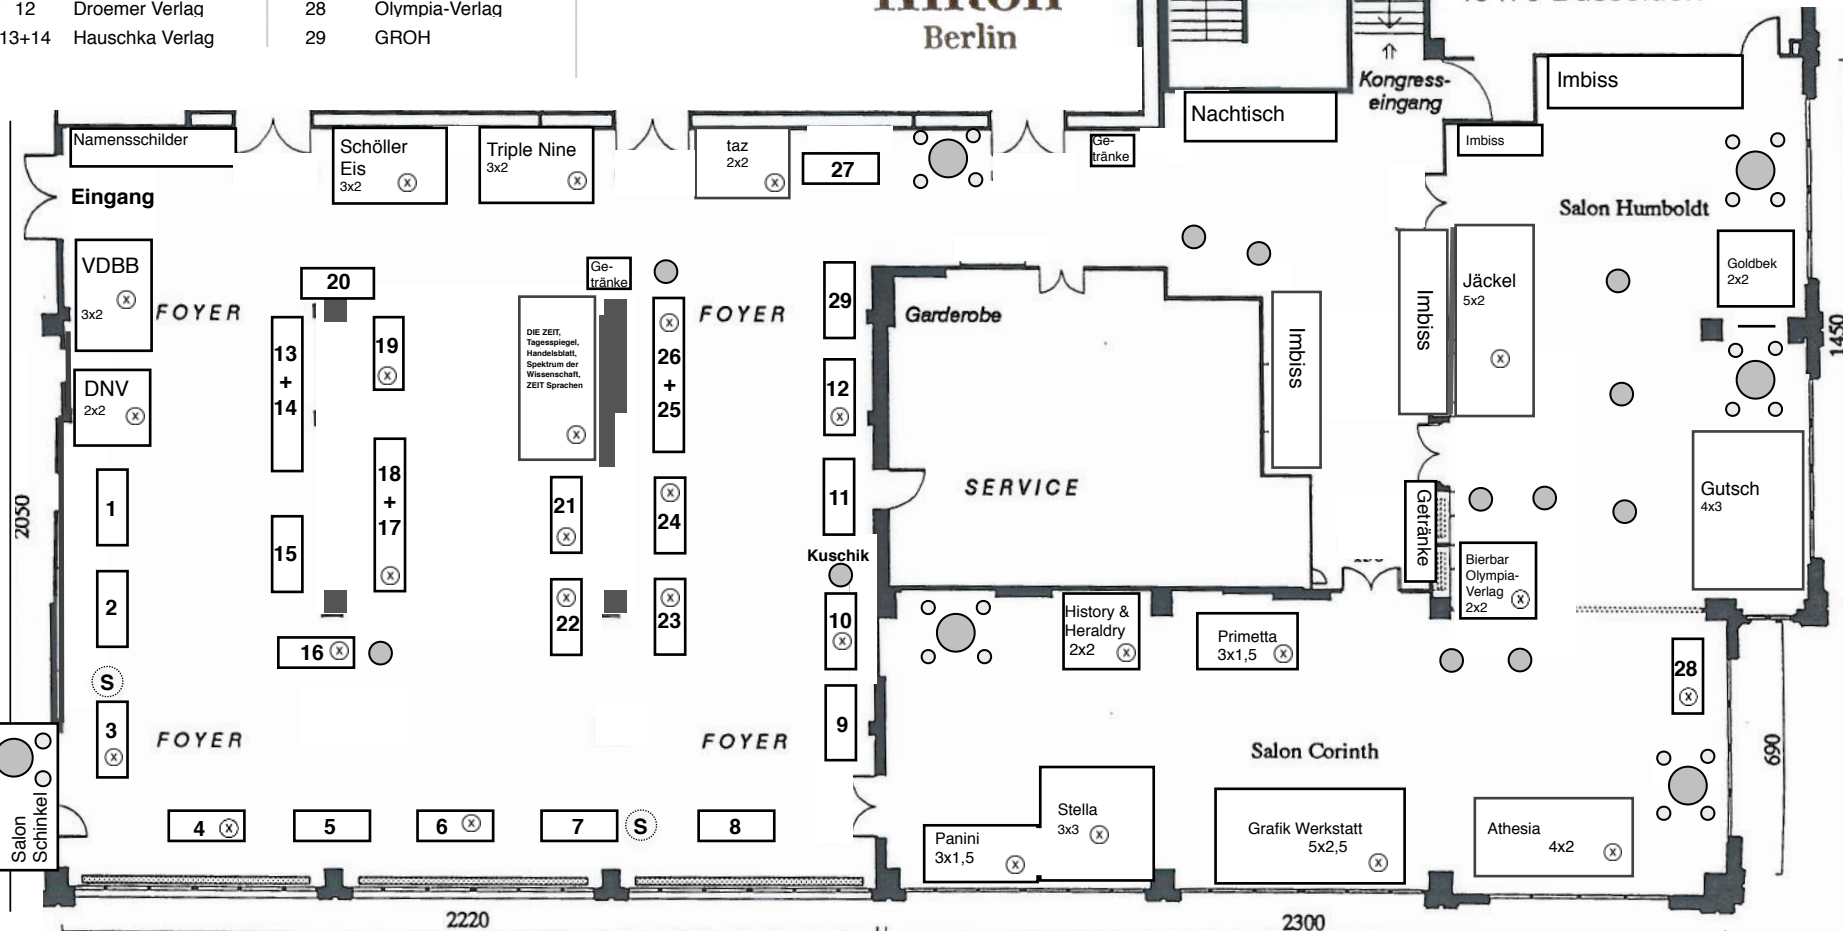 12 Droemer Verlag 28 Olympia-Verlag
13+14 Hauschka Verlag 29 GROH
Hilton
Berlin
Kongress-
eingang
Imbiss
Nachtisch
Namensschilder
Schöller
Eis
3x2
X
Triple Nine
3x2
X
taz
2x2
X
27
Ge-
tränke
Imbiss
Eingang
Salon Humboldt
VDBB
3x2
X
FOYER
20
Ge-
tränke
FOYER
29
Garderobe
Goldbek
2x2
DIE ZEIT,
Tagesspiegel,
Handelsblatt,
Spektrum der
Wissenschaft,
ZEIT Sprachen
X
13
+
14
19
X
X
26
+
25
12
X
Imbiss
Imbiss
Jäckel
5x2
X
1450
DNV
2x2
X
18
+
17
X
1
2050
15
21
X
X
24
11
SERVICE
Getränke
Gutsch
4x3
Kuschik
2
X
22
X
23
10
X
History &
Heraldry
2x2
X
Primetta
3x1,5
X
Bierbar
Olympia-
Verlag
2x2
X
16
X
S
28
X
3
X
FOYER
FOYER
9
Salon Corinth
690
Salon
Schinkel
4
X
5
6
X
7
S
8
Panini
3x1,5
X
Stella
3x3
X
Grafik Werkstatt
5x2,5
X
Athesia
4x2
X
2220
2300